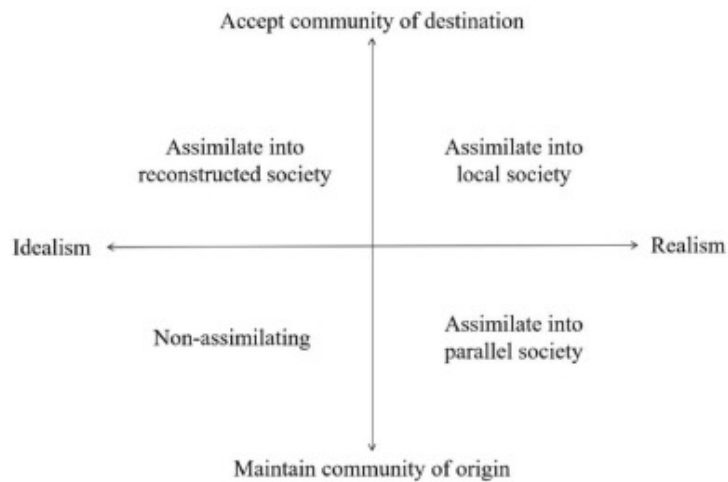 Accept community of destination
Assimilate into
reconstructed society
Assimilate into
local society
Idealism
Realism
Non-assimilating
Assimilate into
parallel society
Maintain community of origin